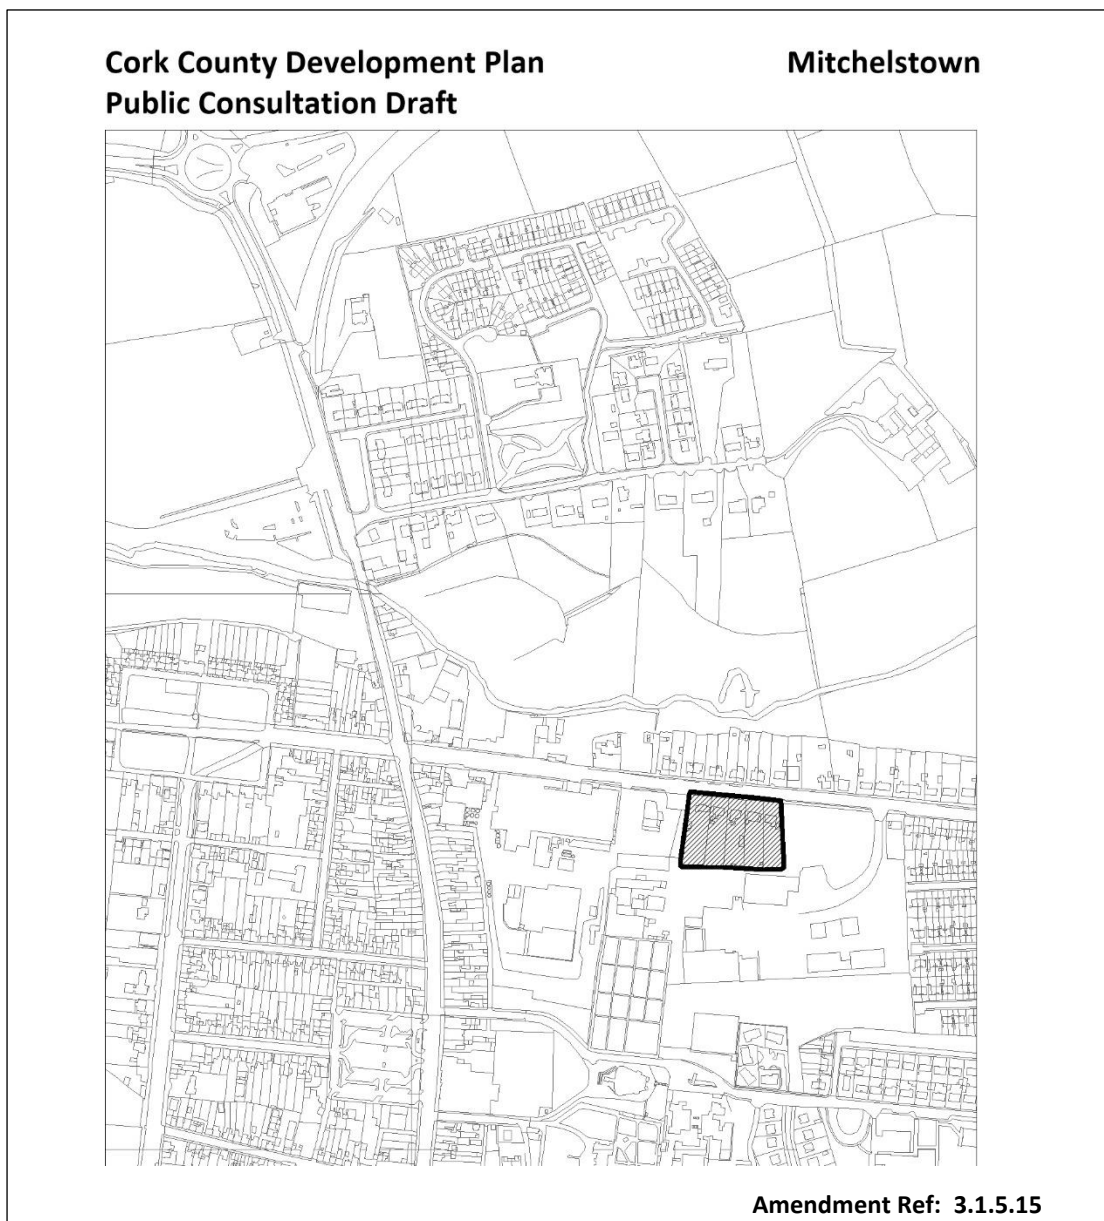 Cork County Development Plan Mitchelstown
Public Consultation Draft
Amendment Ref: 3.1.5.15